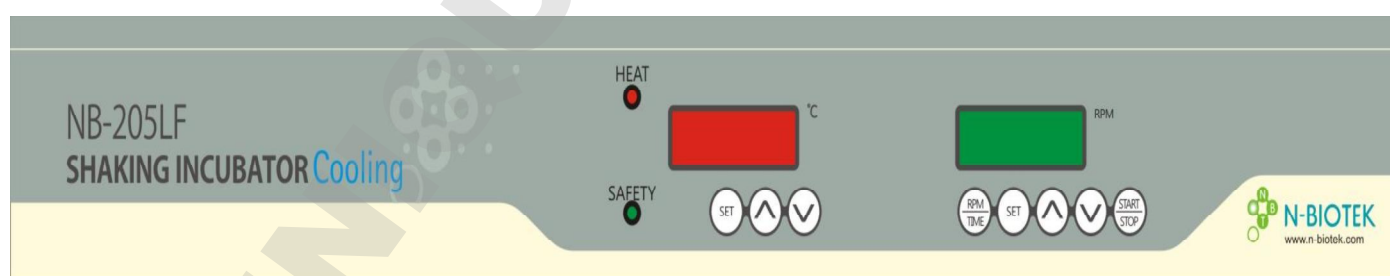 NB-205LF
SHAKING INCUBATOR Cooling
HEAT
SAFETY
°C
SET
RPM
RPM
TIME
SET
START
STOP
N
B B
T
N-BIOTEK
www.n-biotek.com